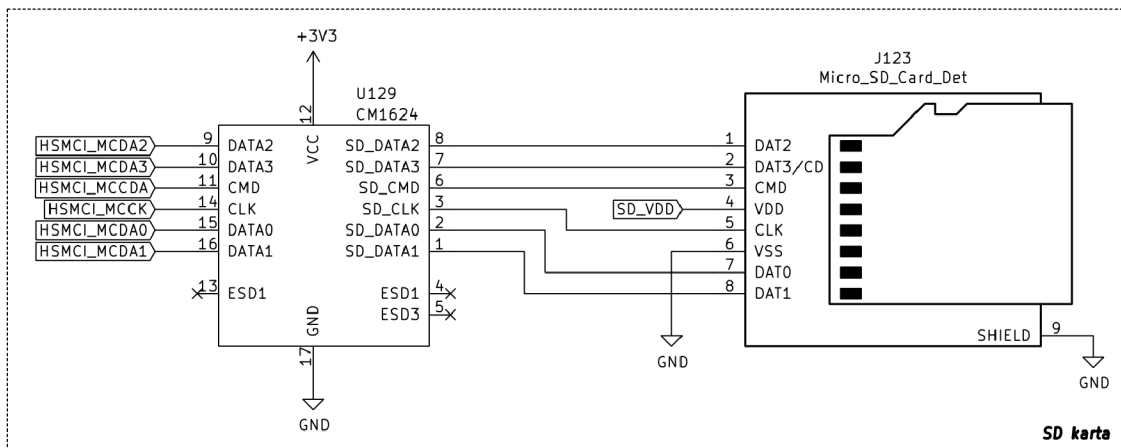 +3V3
J123
Micro_SD_Card_Det
U129
CM1624
12
VCC
HSMCI_MCDA2 9 DATA2 SD_DATA2 8 1 DAT2
HSMCI_MCDA3 10 DATA3 SD_DATA3 7 2 DAT3/CD
HSMCI_MCCDA 11 CMD SD_CMD 6 3 CMD
HSMCI_MCCK 14 CLK SD_CLK 3 SD_VDD 4 VDD
HSMCI_MCDA0 15 DATA0 SD_DATA0 2 5 CLK
HSMCI_MCDA1 16 DATA1 SD_DATA1 1 6 VSS
7 DAT0
13 ESD1 ESD1 4 8 DAT1
ESD3 5
GND
17
SHIELD 9
GND
GND
GND
SD karta